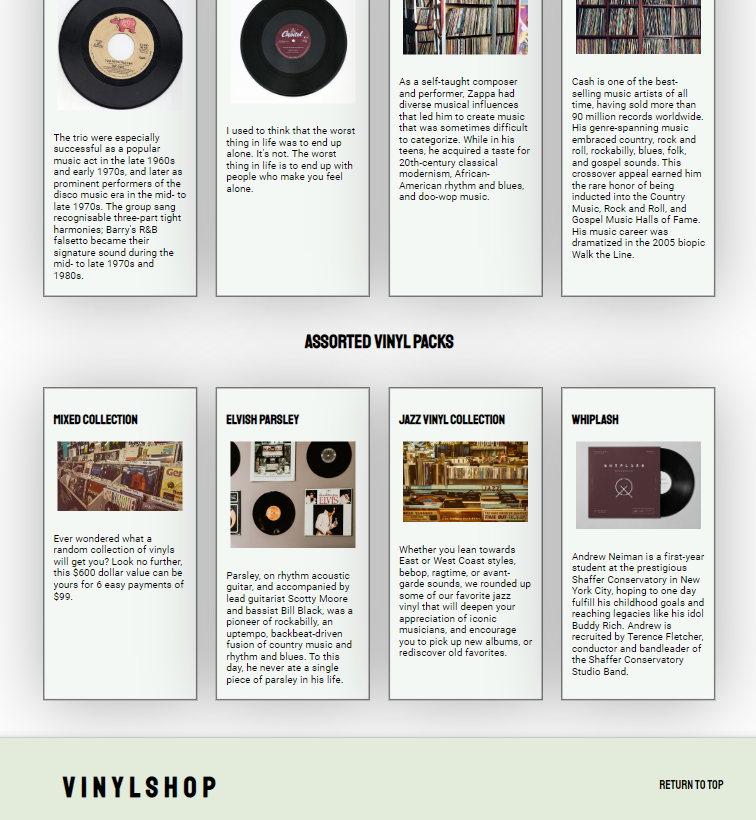 Capitol
The trio were especially
successful as a popular
music act in the late 1960s
and early 1970s, and later as
prominent performers of the
disco music era in the mid- to
late 1970s. The group sang
recognisable three-part tight
harmonies; Barry's R&B
falsetto became their
signature sound during the
mid- to late 1970s and
1980s.
I used to think that the worst
thing in life was to end up
alone. It's not. The worst
thing in life is to end up with
people who make you feel
alone.
As a self-taught composer
and performer, Zappa had
diverse musical influences
that led him to create music
that was sometimes difficult
to categorize. While in his
teens, he acquired a taste for
20th-century classical
modernism, African-
American rhythm and blues,
and doo-wop music.
Cash is one of the best-
selling music artists of all
time, having sold more than
90 million records worldwide.
His genre-spanning music
embraced country, rock and
roll, rockabilly, blues, folk,
and gospel sounds. This
crossover appeal earned him
the rare honor of being
inducted into the Country
Music, Rock and Roll, and
Gospel Music Halls of Fame.
His music career was
dramatized in the 2005 biopic
Walk the Line.
ASSORTED VINYL PACKS
MIXED COLLECTION
Ever wondered what a
random collection of vinyls
will get you? Look no further,
this $600 dollar value can be
yours for 6 easy payments of
$99.
ELVISH PARSLEY
ELVIS
Parsley, on rhythm acoustic
guitar, and accompanied by
lead guitarist Scotty Moore
and bassist Bill Black, was a
pioneer of rockabilly, an
uptempo, backbeat-driven
fusion of country music and
rhythm and blues. To this
day, he never ate a single
piece of parsley in his life.
JAZZ VINYL COLLECTION
JAZZ
Whether you lean towards
East or West Coast styles,
bebop, ragtime, or avant-
garde sounds, we rounded up
some of our favorite jazz
vinyl that will deepen your
appreciation of iconic
musicians, and encourage
you to pick up new albums, or
rediscover old favorites.
WHIPLASH
WHIPLASH
Andrew Neiman is a first-year
student at the prestigious
Shaffer Conservatory in New
York City, hoping to one day
fulfill his childhood goals and
reaching legacies like his idol
Buddy Rich. Andrew is
recruited by Terence Fletcher,
conductor and bandleader of
the Shaffer Conservatory
Studio Band.
VINYLSHOP
RETURN TO TOP